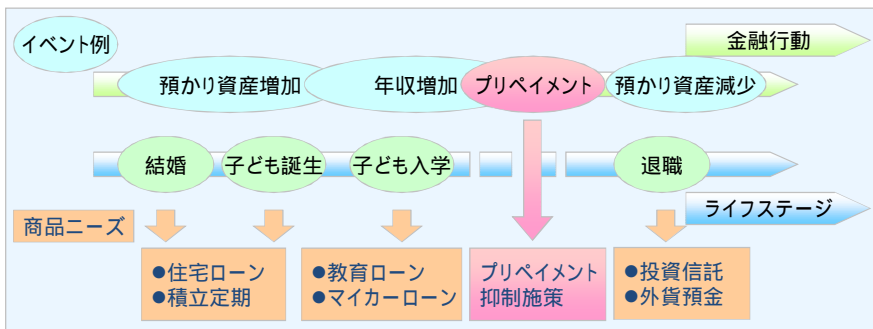 イベント例
金融行動
預かり資産増加
年収増加
プリペイメント
預かり資産減少
結婚
子ども誕生
子ども入学
退職
ライフステージ
商品ニーズ
●住宅ローン
●積立定期
●教育ローン
●マイカーローン
プリペイメント
抑制施策
●投資信託
●外貨預金